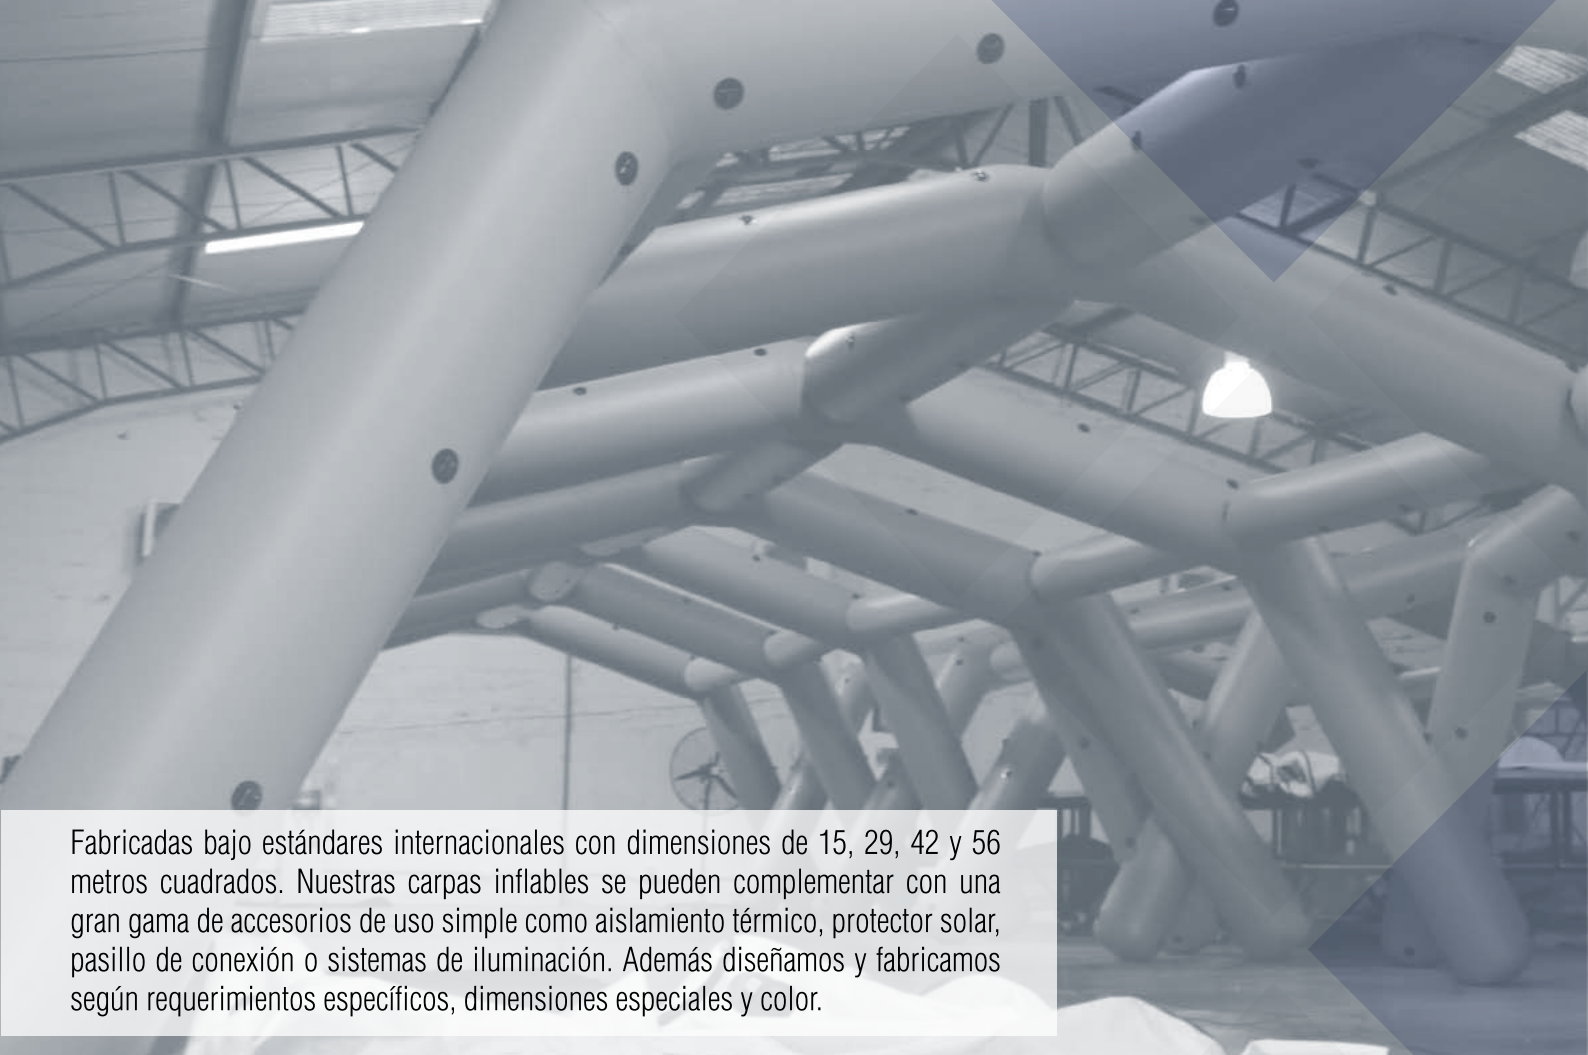 Fabricadas bajo estándares internacionales con dimensiones de 15, 29, 42 y 56
metros cuadrados. Nuestras carpas inflables se pueden complementar con una
gran gama de accesorios de uso simple como aislamiento térmico, protector solar,
pasillo de conexión o sistemas de iluminación. Además diseñamos y fabricamos
según requerimientos específicos, dimensiones especiales y color.